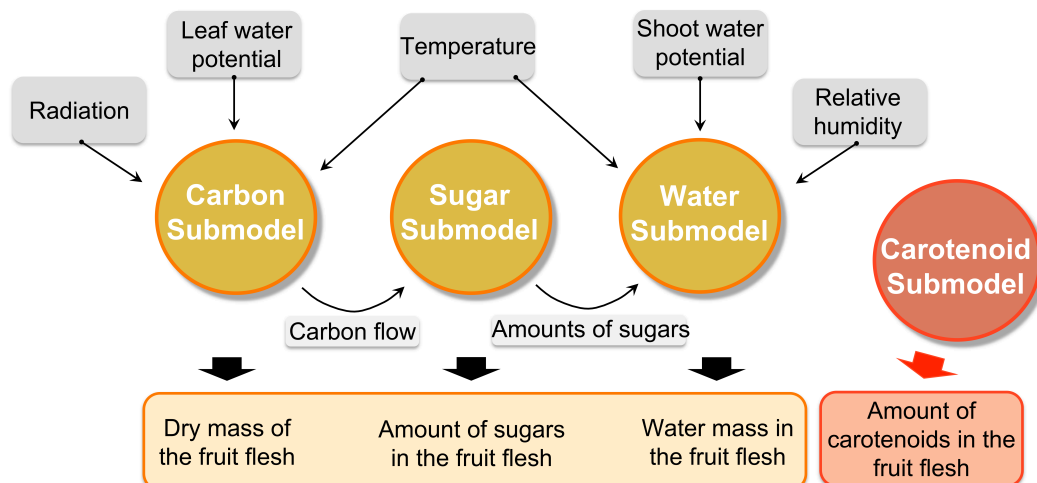 Leaf water
potential
Temperature
Shoot water
potential
Radiation
Relative
humidity
Carbon
Submodel
Sugar
Submodel
Water
Submodel
Carotenoid
Submodel
Carbon flow
Amounts of sugars
Dry mass of
the fruit flesh
Amount of sugars
in the fruit flesh
Water mass in
the fruit flesh
Amount of
carotenoids in the
fruit flesh